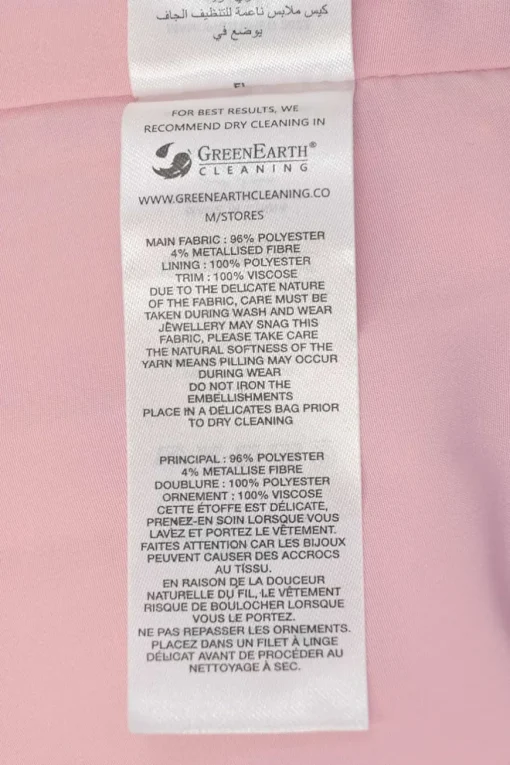 كيس ملابس ناعمة للتنظيف الجاف
يوضع في
FOR BEST RESULTS, WE
RECOMMEND DRY CLEANING IN
GREENEARTH®
CLEANING
WWW.GREENEARTHCLEANING.CO
M/STORES
MAIN FABRIC : 96% POLYESTER
4% METALLISED FIBRE
LINING : 100% POLYESTER
TRIM : 100% VISCOSE
DUE TO THE DELICATE NATURE
OF THE FABRIC, CARE MUST BE
TAKEN DURING WASH AND WEAR
JEWELLERY MAY SNAG THIS
FABRIC, PLEASE TAKE CARE
THE NATURAL SOFTNESS OF THE
YARN MEANS PILLING MAY OCCUR
DURING WEAR
DO NOT IRON THE
EMBELLISHMENTS
PLACE IN A DELICATES BAG PRIOR
TO DRY CLEANING
PRINCIPAL : 96% POLYESTER
4% METALLISE FIBRE
DOUBLURE : 100% POLYESTER
ORNEMENT : 100% VISCOSE
CETTE ÉTOFFE EST DÉLICATE,
PRENEZ-EN SOIN LORSQUE VOUS
LAVEZ ET PORTEZ LE VÊTEMENT.
FAITES ATTENTION CAR LES BIJOUX
PEUVENT CAUSER DES ACCROCS
AU TISSU.
EN RAISON DE LA DOUCEUR
NATURELLE DU FIL, LE VÊTEMENT
RISQUE DE BOULOCHER LORSQUE
VOUS LE PORTEZ.
NE PAS REPASSER LES ORNEMENTS.
PLACEZ DANS UN FILET À LINGE
DÉLICAT AVANT DE PROCÉDER AU
NETTOYAGE À SEC.